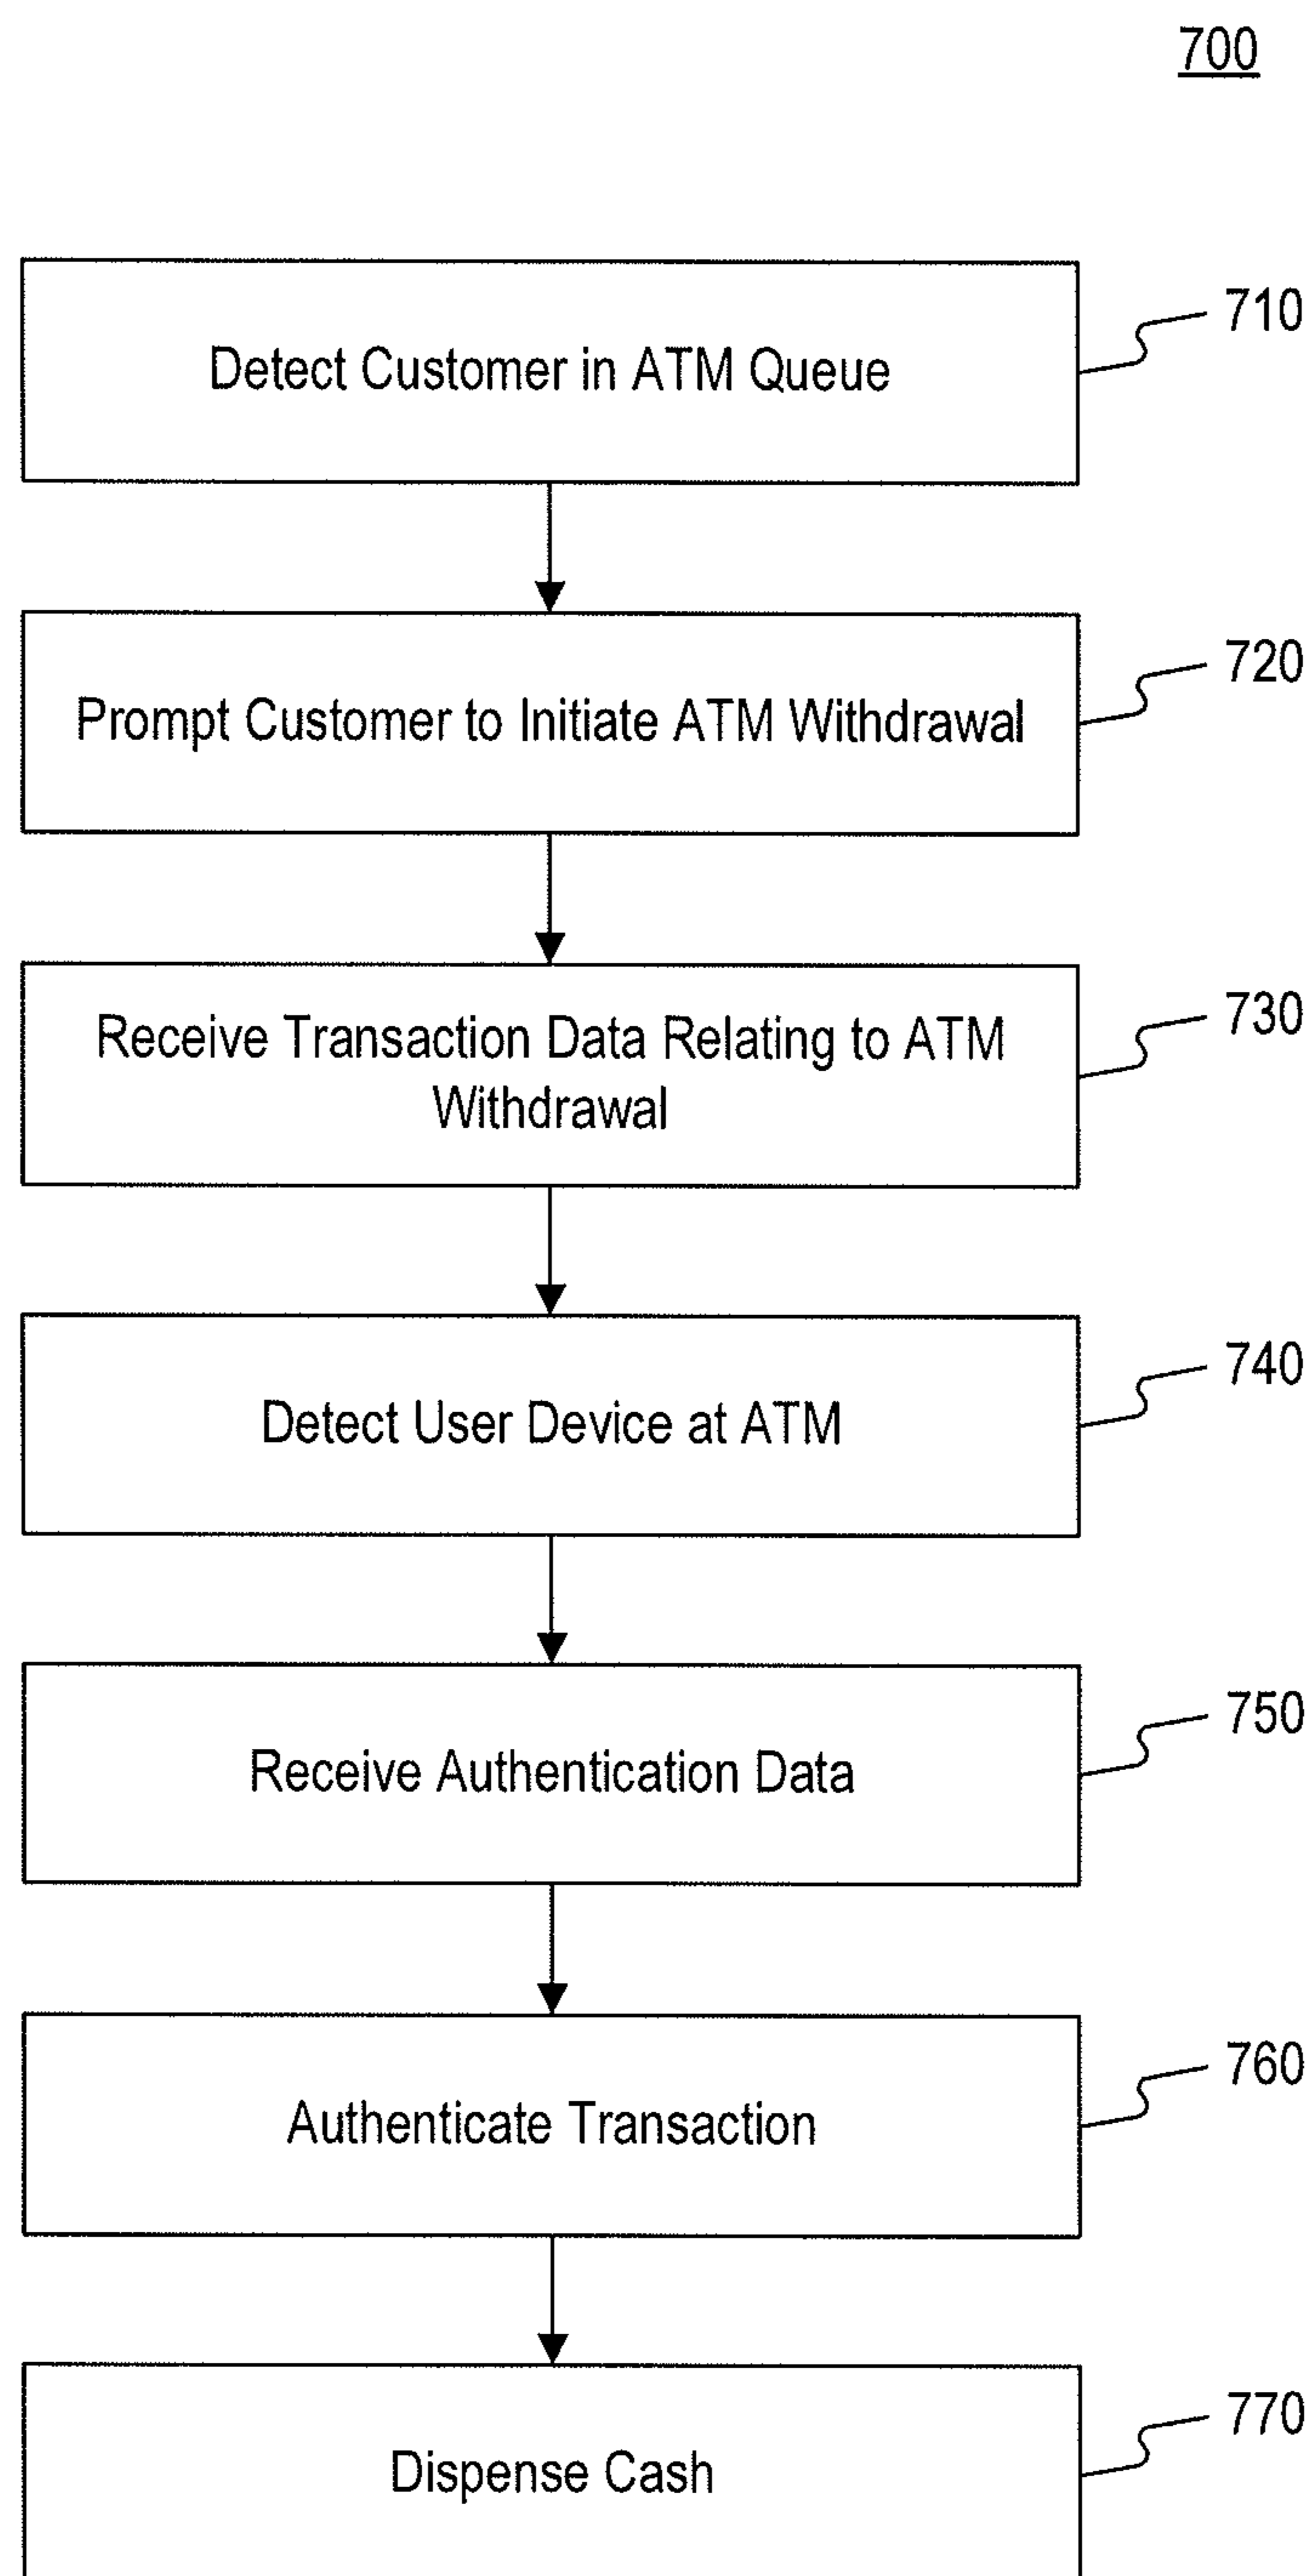 700
Detect Customer in ATM Queue
710
Prompt Customer to Initiate ATM Withdrawal
720
Receive Transaction Data Relating to ATM
Withdrawal
730
Detect User Device at ATM
740
Receive Authentication Data
750
Authenticate Transaction
760
Dispense Cash
770